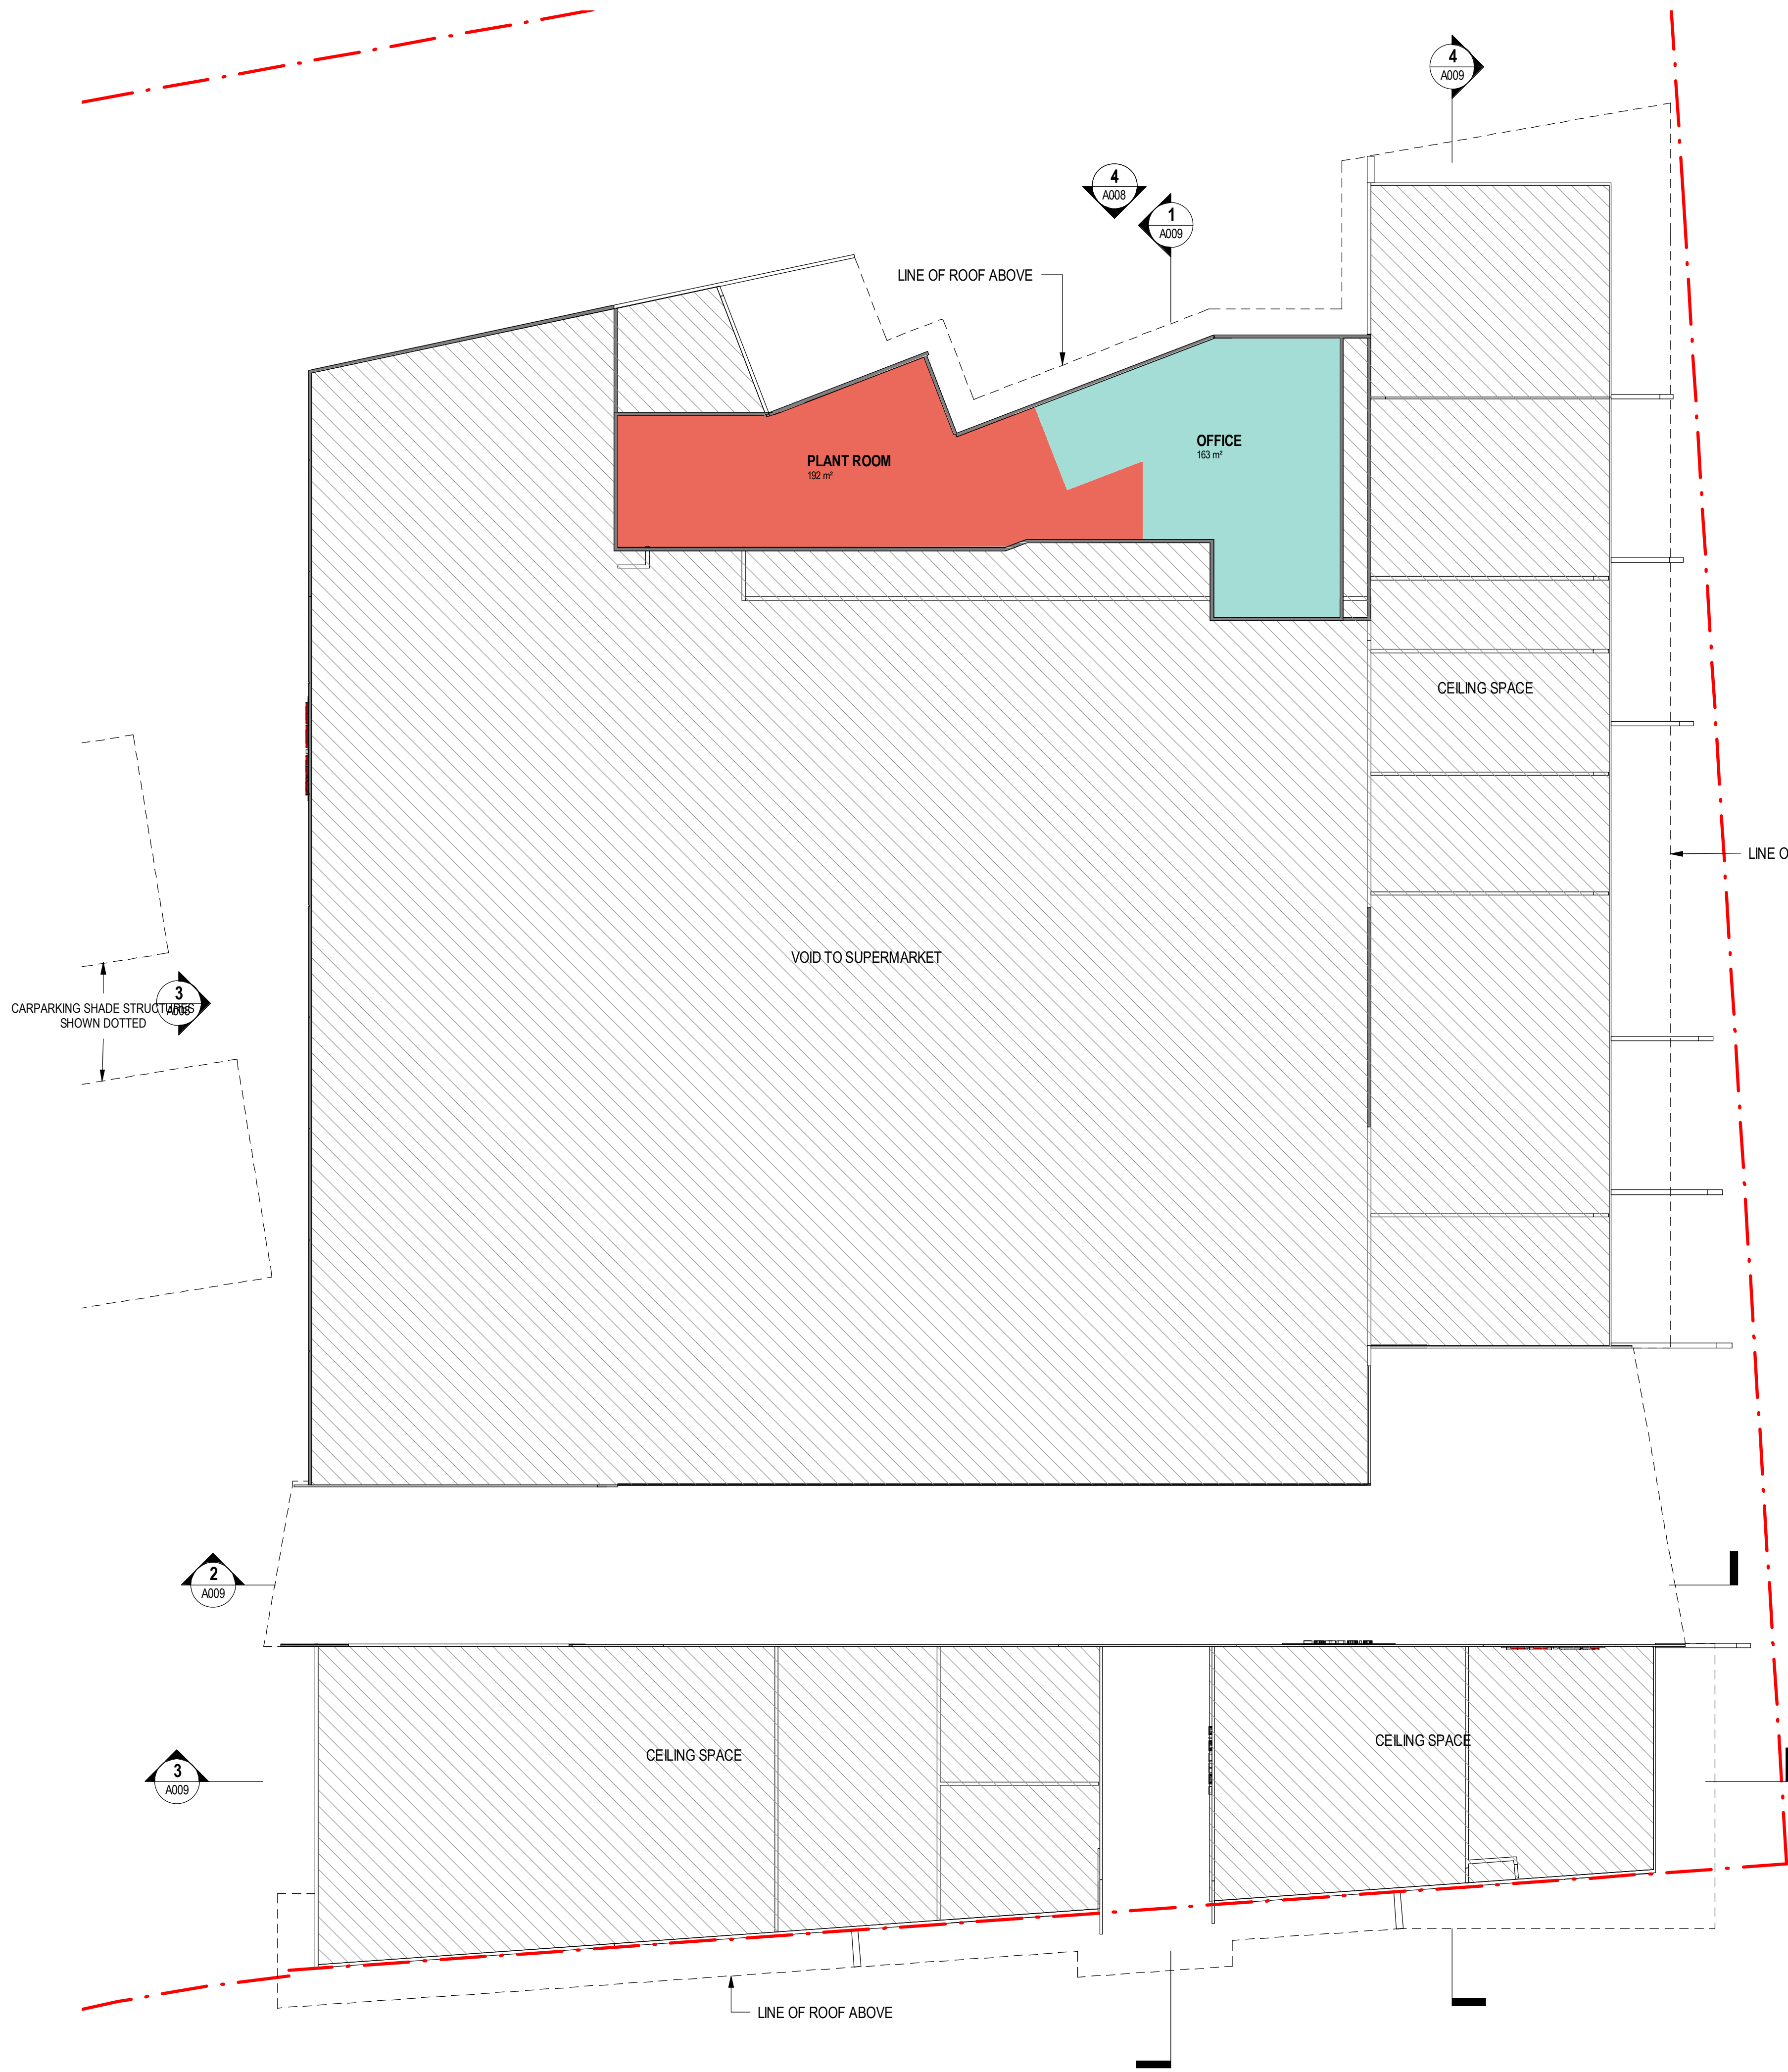 4
A009
4
A008
1
A009
LINE OF ROOF ABOVE
OFFICE
163 m²
PLANT ROOM
192 m²
CEILING SPACE
LINE O
VOID TO SUPERMARKET
3
CARPARKING SHADE STRUCTURES
SHOWN DOTTED
2
A009
CEILING SPACE
CEILING SPACE
3
A009
LINE OF ROOF ABOVE